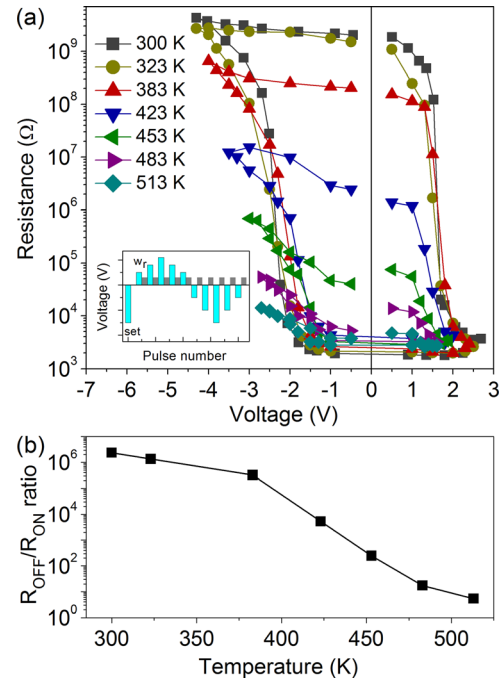 (a)
300 K
323 K
383 K
423 K
453 K
483 K
513 K
Resistance (Ω)
10⁹
10⁸
10⁷
10⁶
10⁵
10⁴
10³
Voltage (V)
wr
set
Pulse number
-7 -6 -5 -4 -3 -2 -1 0 1 2 3
Voltage (V)
(b)
ROFF/RON ratio
10⁶
10⁴
10²
10⁰
300 350 400 450 500
Temperature (K)